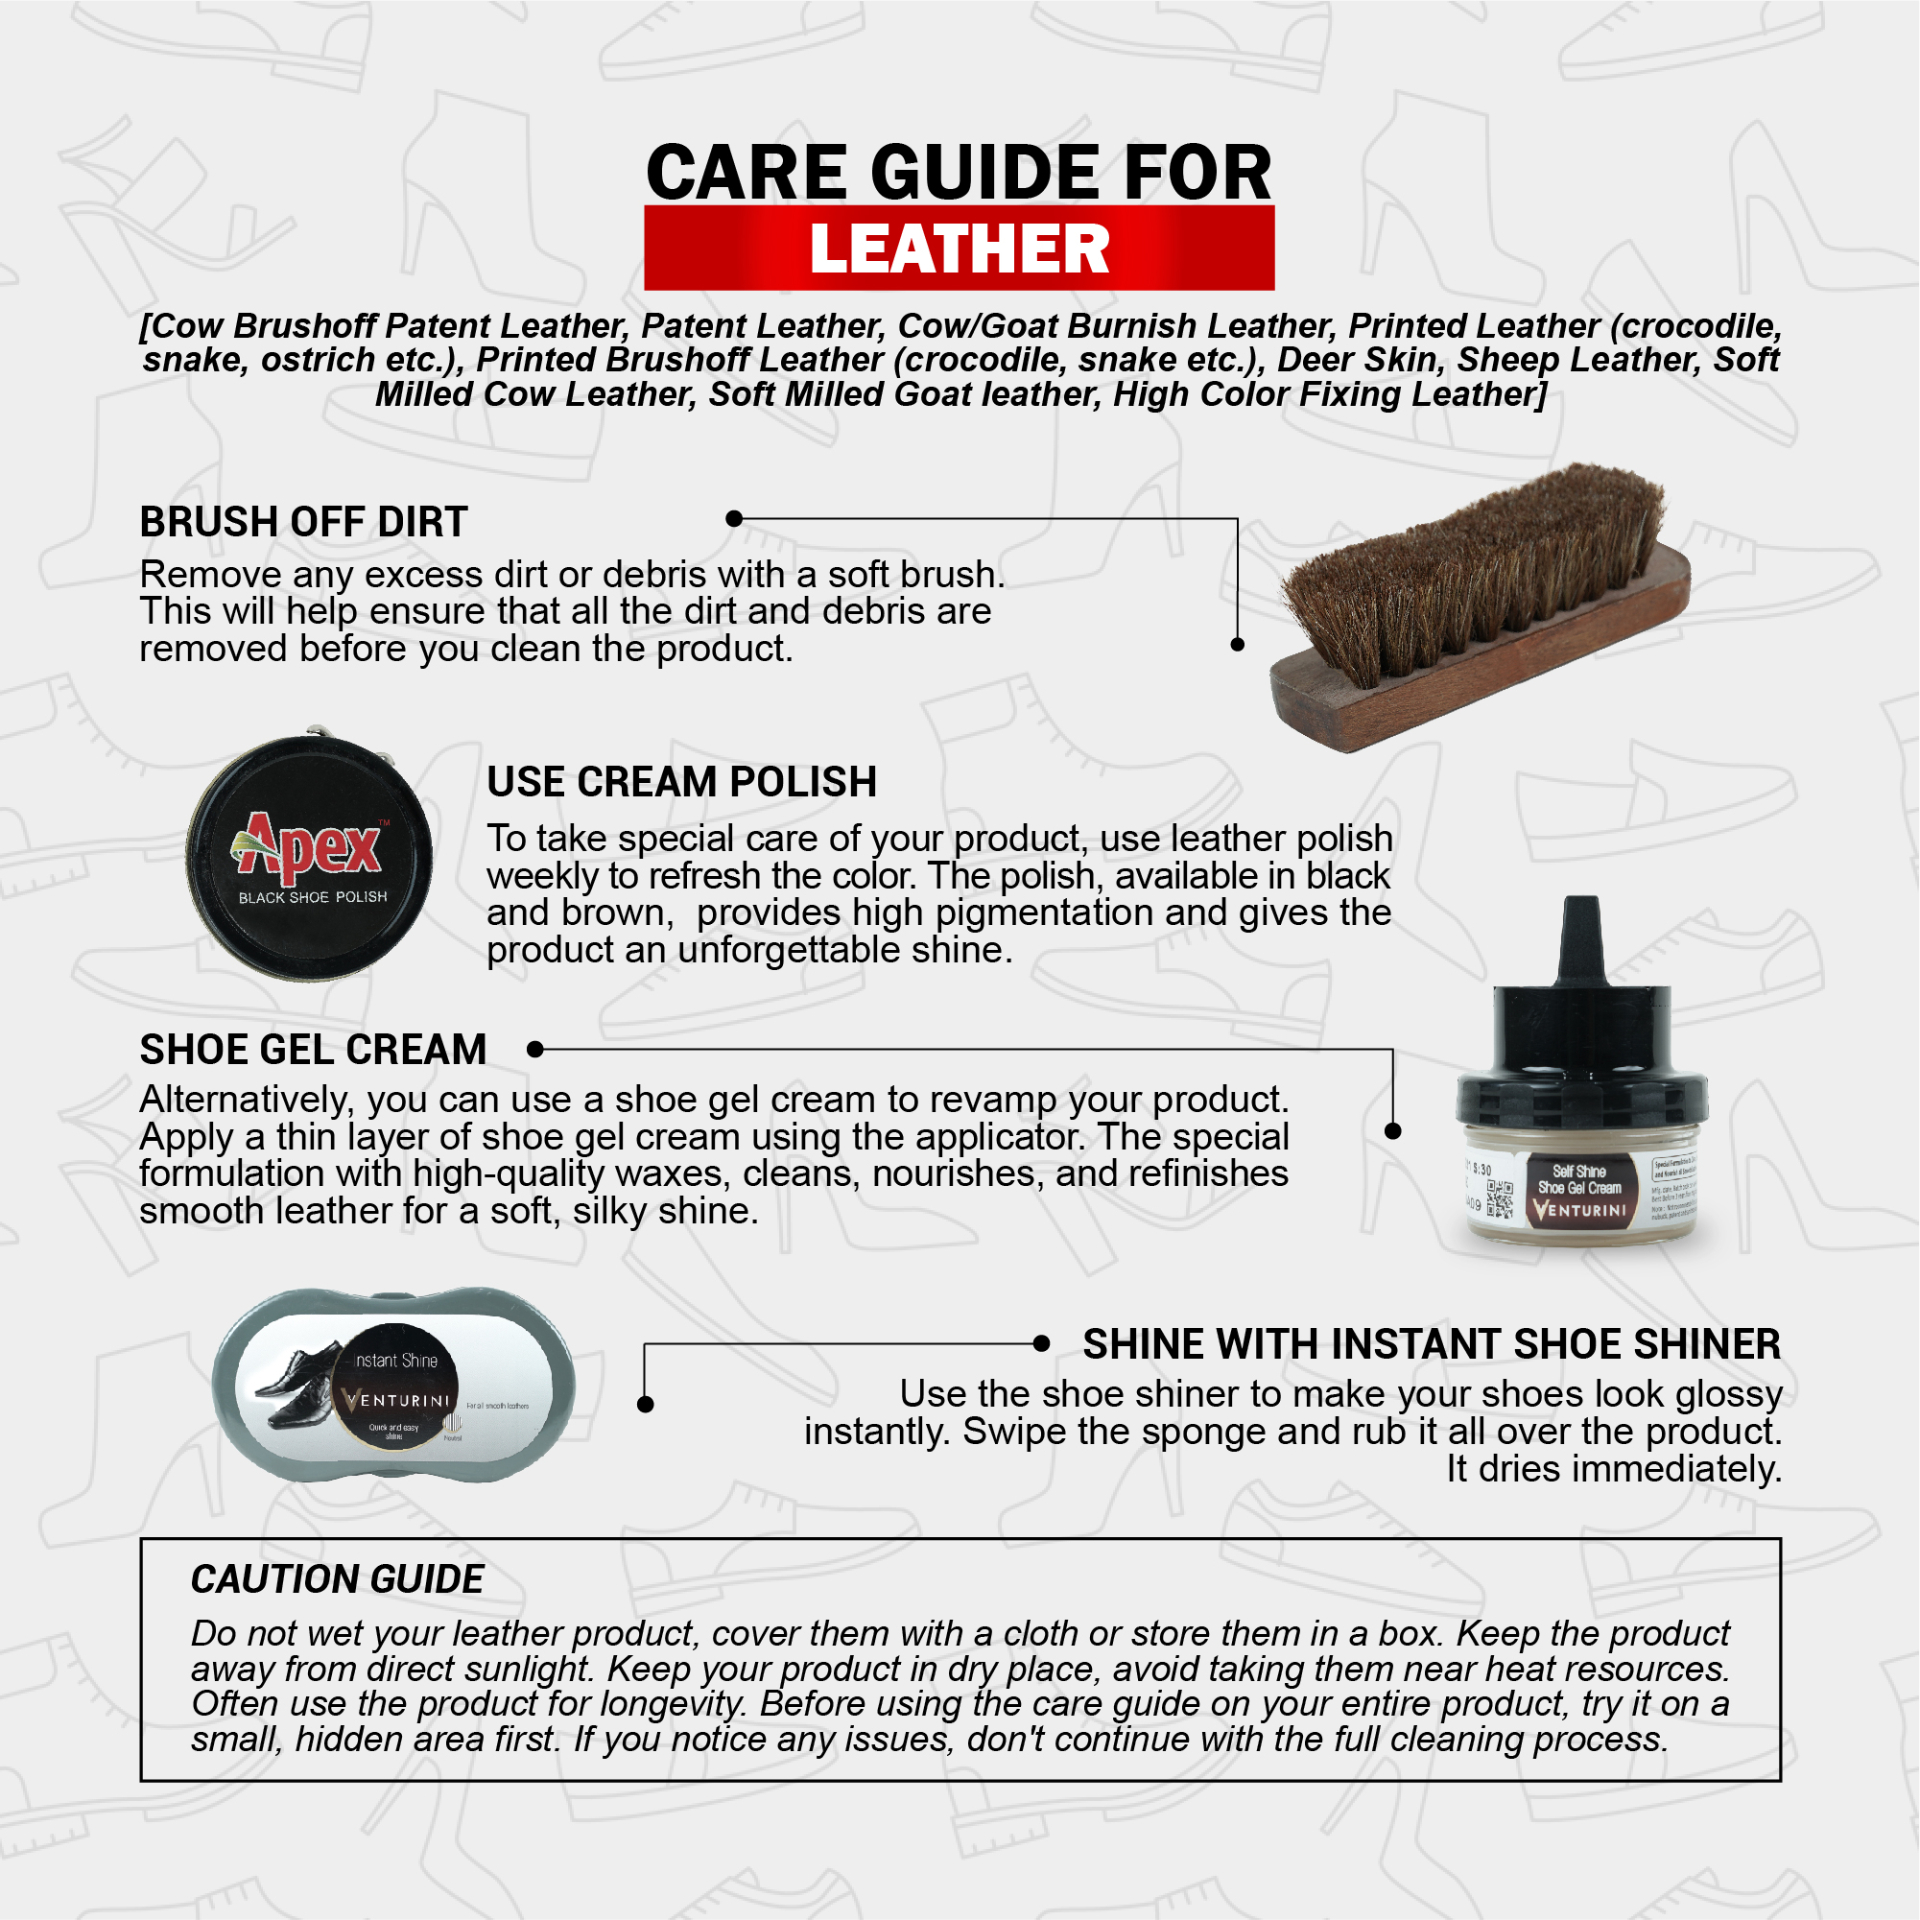 CARE GUIDE FOR
LEATHER
[Cow Brushoff Patent Leather, Patent Leather, Cow/Goat Burnish Leather, Printed Leather (crocodile,
snake, ostrich etc.), Printed Brushoff Leather (crocodile, snake etc.), Deer Skin, Sheep Leather, Soft
Milled Cow Leather, Soft Milled Goat leather, High Color Fixing Leather]
BRUSH OFF DIRT
Remove any excess dirt or debris with a soft brush.
This will help ensure that all the dirt and debris are
removed before you clean the product.
Apex TM
BLACK SHOE POLISH
USE CREAM POLISH
To take special care of your product, use leather polish
weekly to refresh the color. The polish, available in black
and brown,  provides high pigmentation and gives the
product an unforgettable shine.
SHOE GEL CREAM
Alternatively, you can use a shoe gel cream to revamp your product.
Apply a thin layer of shoe gel cream using the applicator. The special
formulation with high-quality waxes, cleans, nourishes, and refinishes
smooth leather for a soft, silky shine.
Self Shine
Shoe Gel Cream
VENTURINI
Instant Shine
VENTURINI
Quick and easy
shine
For all smooth leathers
Neutral
SHINE WITH INSTANT SHOE SHINER
Use the shoe shiner to make your shoes look glossy
instantly. Swipe the sponge and rub it all over the product.
It dries immediately.
CAUTION GUIDE
Do not wet your leather product, cover them with a cloth or store them in a box. Keep the product
away from direct sunlight. Keep your product in dry place, avoid taking them near heat resources.
Often use the product for longevity. Before using the care guide on your entire product, try it on a
small, hidden area first. If you notice any issues, don't continue with the full cleaning process.